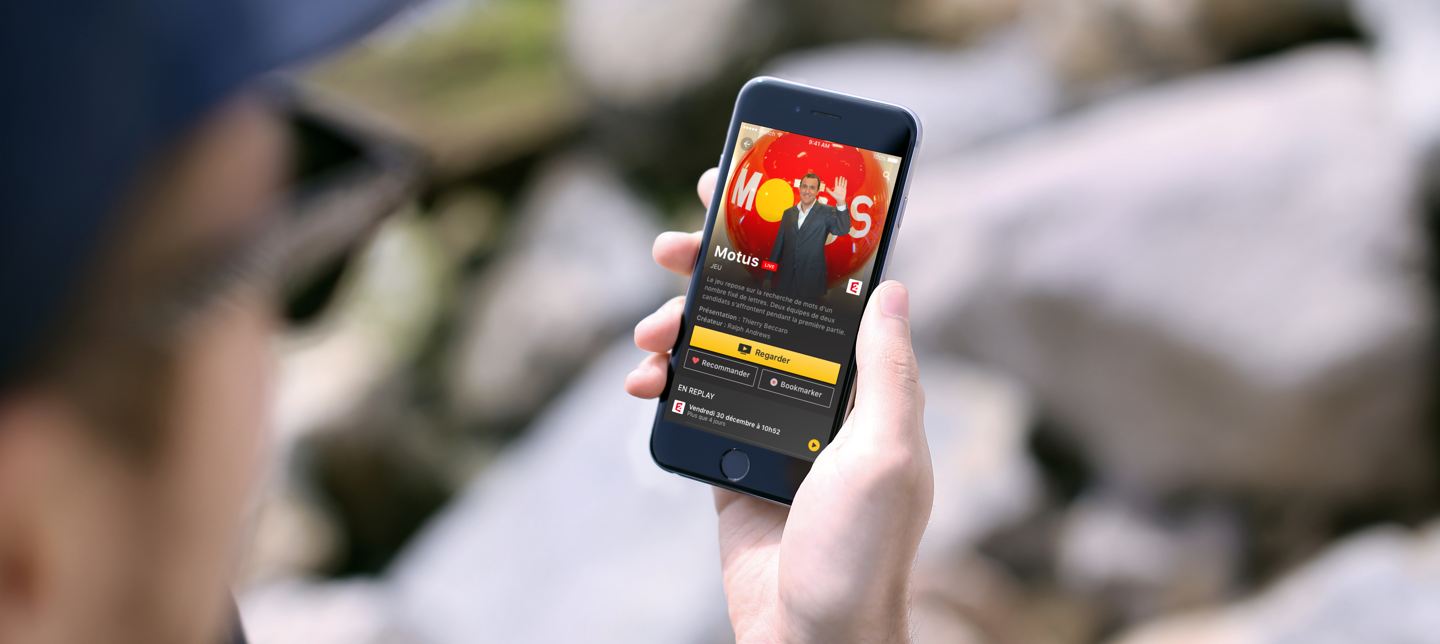 9:41 AM
100%
MOTUS
Motus LIVE
JEU
Le jeu repose sur la recherche de mots d'un
nombre fixé de lettres. Deux équipes de deux
candidats s'affrontent pendant la première partie.
Présentation : Thierry Beccaro
Créateur : Ralph Andrews
Regarder
Recommander
Bookmarker
EN REPLAY
2
Vendredi 30 décembre à 10h52
Plus que 4 jours